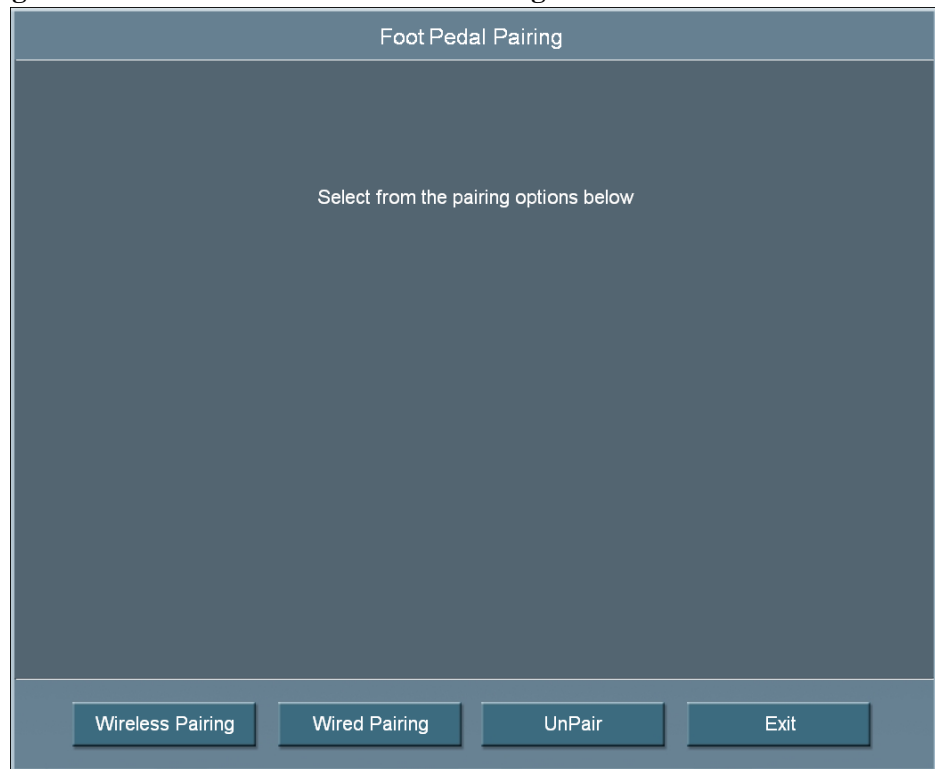 Foot Pedal Pairing
Select from the pairing options below
Wireless Pairing
Wired Pairing
UnPair
Exit